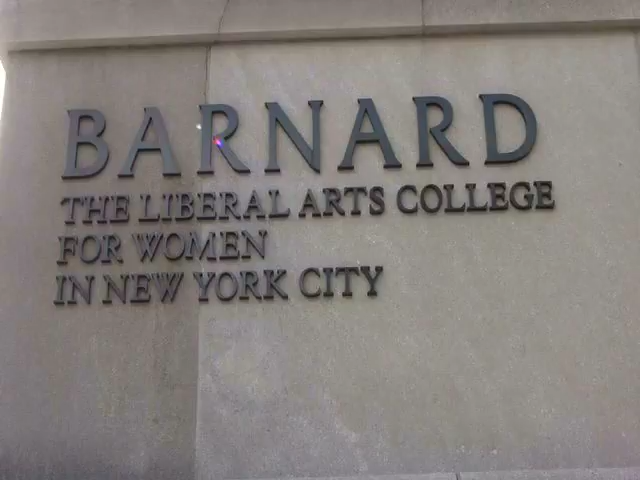 BARNARD
THE LIBERAL ARTS COLLEGE
FOR WOMEN
IN NEW YORK CITY